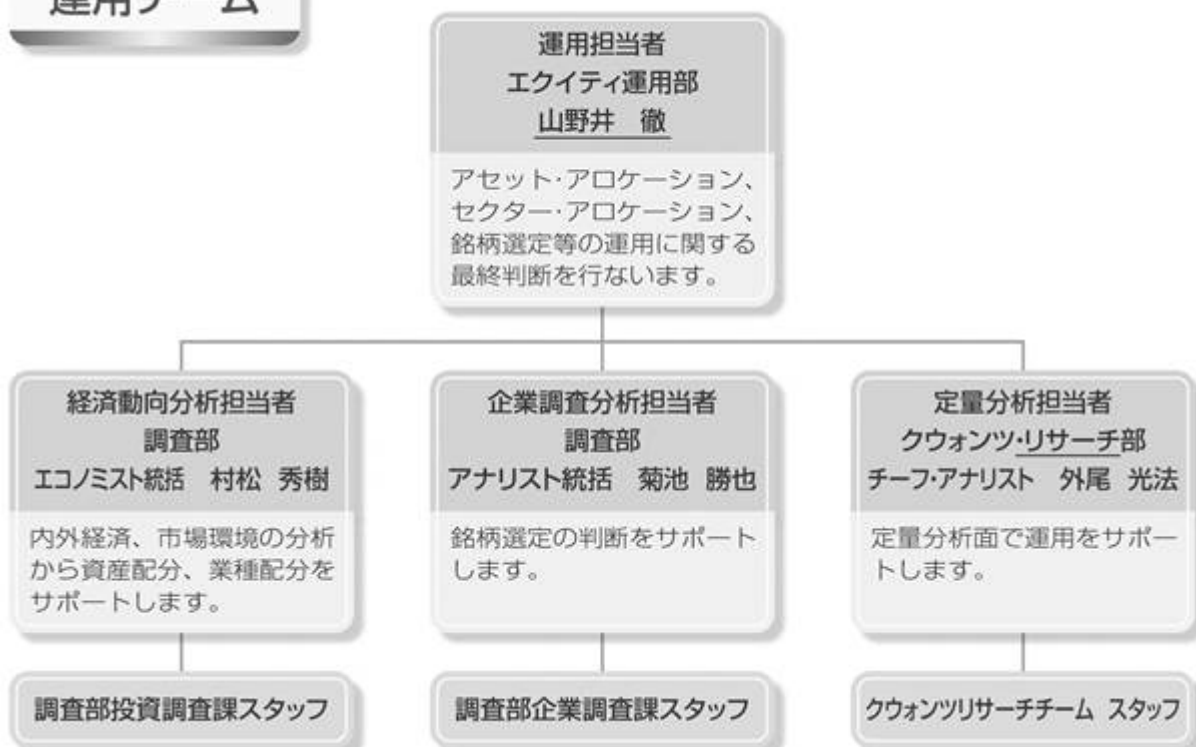 運用チーム
運用担当者
エクイティ運用部
山野井 徹
アセット･アロケーション、
セクター･アロケーション、
銘柄選定等の運用に関する
最終判断を行ないます。
経済動向分析担当者
調査部
エコノミスト統括 村松 秀樹
内外経済、市場環境の分析
から資産配分、業種配分を
サポートします。
調査部投資調査課スタッフ
企業調査分析担当者
調査部
アナリスト統括 菊池 勝也
銘柄選定の判断をサポート
します。
調査部企業調査課スタッフ
定量分析担当者
クウォンツ･リサーチ部
チーフ･アナリスト 外尾 光法
定量分析面で運用をサポー
トします。
クウォンツリサーチチーム スタッフ